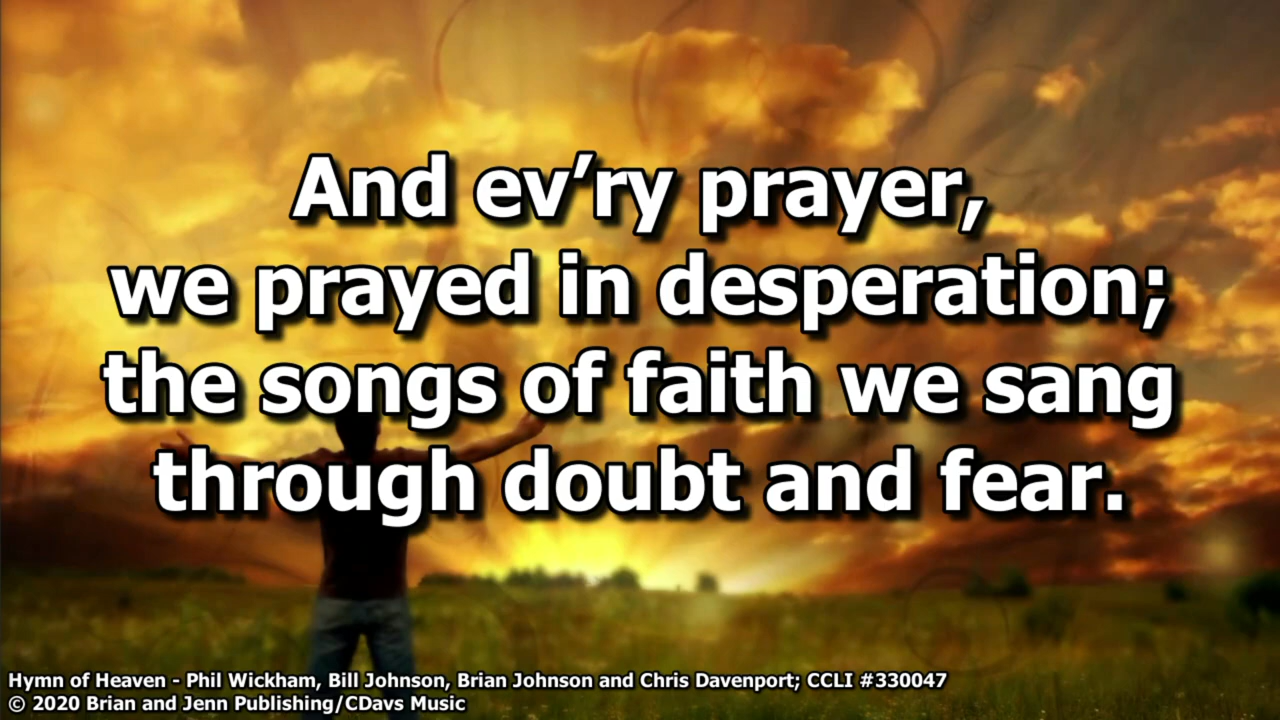 And ev’ry prayer,
we prayed in desperation;
the songs of faith we sang
through doubt and fear.
Hymn of Heaven - Phil Wickham, Bill Johnson, Brian Johnson and Chris Davenport; CCLI #330047
© 2020 Brian and Jenn Publishing/CDavs Music